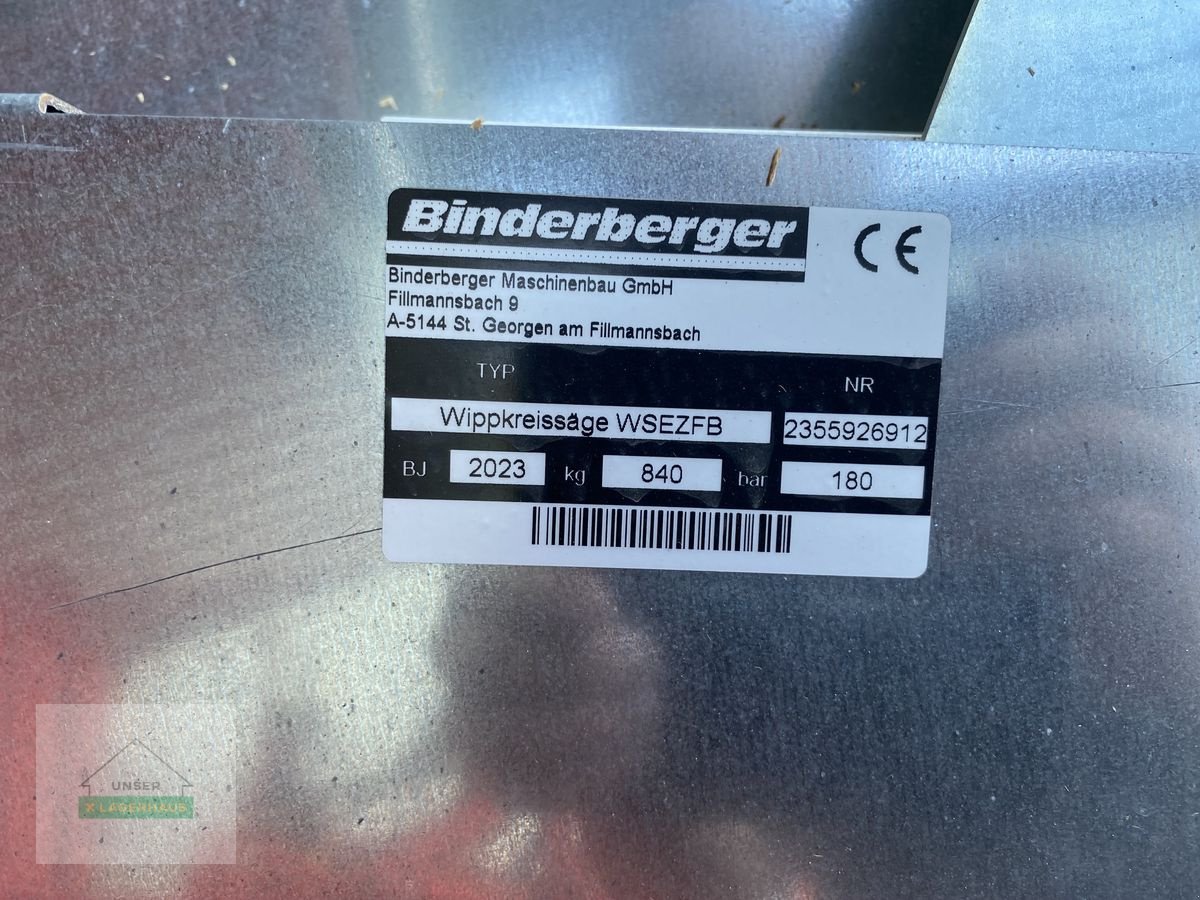 Binderberger
CE
Binderberger Maschinenbau GmbH
Fillmannsbach 9
A-5144 St. Georgen am Fillmannsbach
TYP NR
Wippkreissäge WSEZFB 2355926912
BJ 2023 kg 840 bar 180
UNSER
X LAGERHAUS